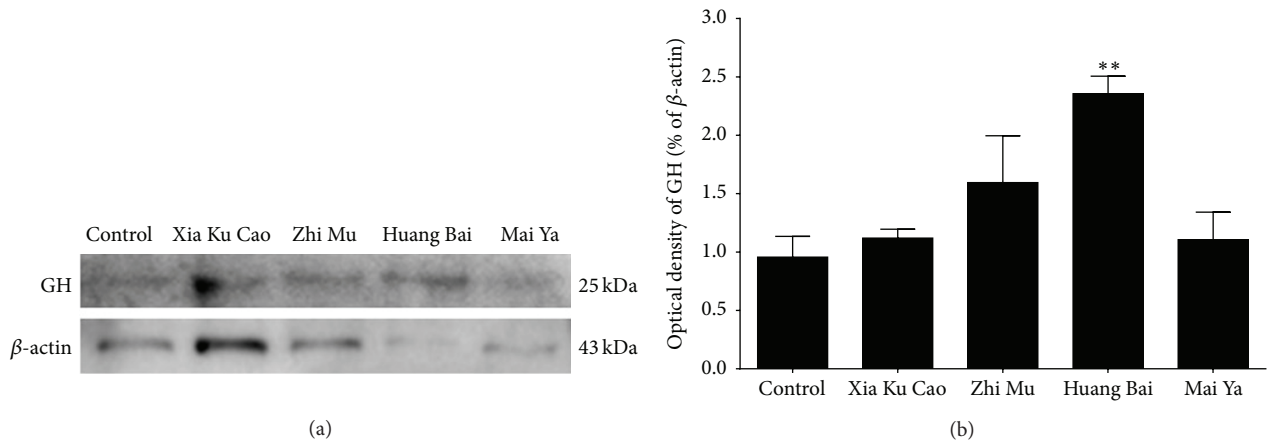 Control Xia Ku Cao Zhi Mu Huang Bai Mai Ya
GH 25 kDa
β-actin 43 kDa
(a)
Optical density of GH (% of β-actin)
3.0
2.5
2.0
1.5
1.0
0.5
0.0
**
Control Xia Ku Cao Zhi Mu Huang Bai Mai Ya
(b)